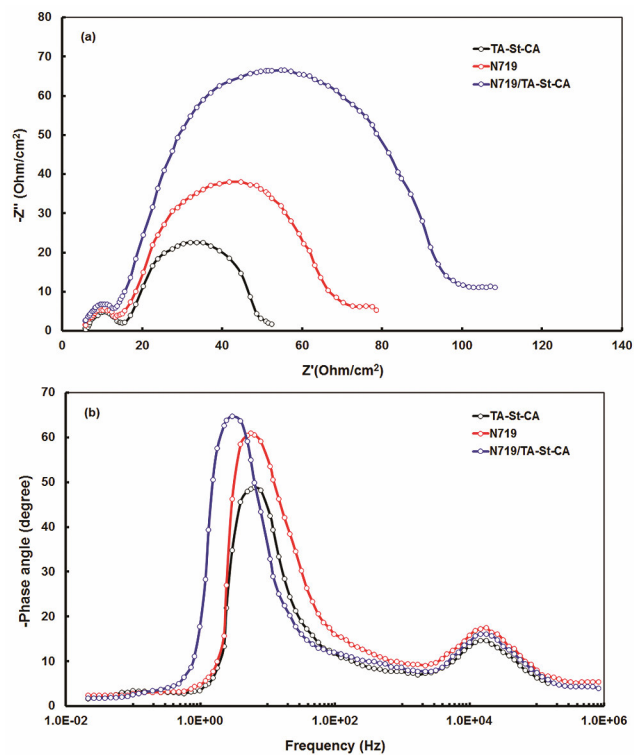 80
(a)
TA-St-CA
N719
N719/TA-St-CA
70
60
50
40
30
20
10
0
-Z" (Ohm/cm2)
0 20 40 60 80 100 120 140
Z'(Ohm/cm2)
70
(b)
TA-St-CA
N719
N719/TA-St-CA
60
50
40
30
20
10
0
-Phase angle (degree)
1.0E-02 1.0E+00 1.0E+02 1.0E+04 1.0E+06
Frequency (Hz)